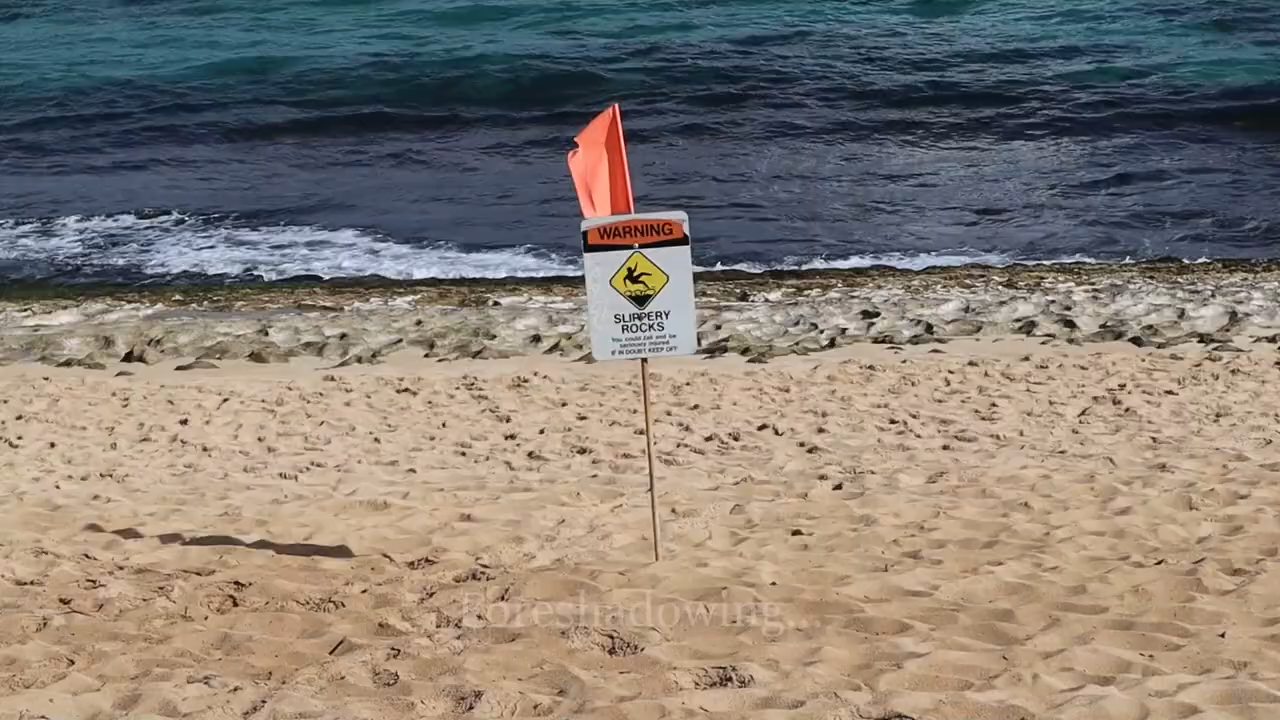 WARNING
SLIPPERY
ROCKS
You could fall and be
seriously injured
IF IN DOUBT, KEEP OFF
Foreshadowing...